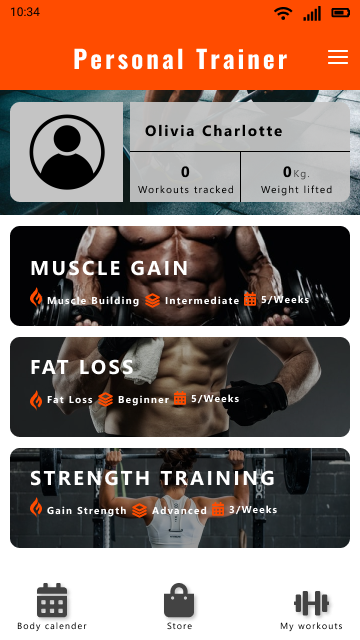 10:34
Personal Trainer
Olivia Charlotte
0
Workouts tracked
0Kg.
Weight lifted
MUSCLE GAIN
Muscle Building Intermediate 5/Weeks
FAT LOSS
Fat Loss Beginner 5/Weeks
STRENGTH TRAINING
Gain Strength Advanced 3/Weeks
Body calender
Store
My workouts